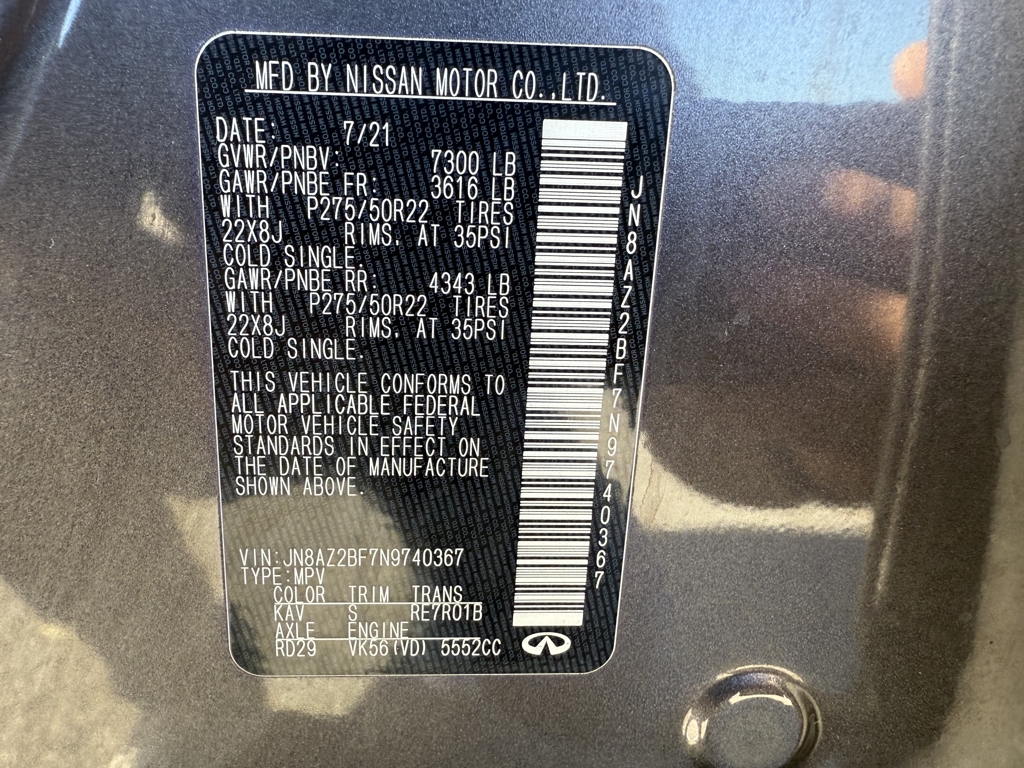 MFD BY NISSAN MOTOR CO.,LTD.
DATE: 7/21
GVWR/PNBV: 7300 LB
GAWR/PNBE FR: 3616 LB
WITH P275/50R22 TIRES
22X8J RIMS, AT 35PSI
COLD SINGLE.
GAWR/PNBE RR: 4343 LB
WITH P275/50R22 TIRES
22X8J RIMS, AT 35PSI
COLD SINGLE.
THIS VEHICLE CONFORMS TO
ALL APPLICABLE FEDERAL
MOTOR VEHICLE SAFETY
STANDARDS IN EFFECT ON
THE DATE OF MANUFACTURE
SHOWN ABOVE.
VIN:JN8AZ2BF7N9740367
TYPE:MPV
COLOR TRIM TRANS
KAV S RE7R01B
AXLE ENGINE
RD29 VK56(VD) 5552CC
JN8AZ2BF7N9740367